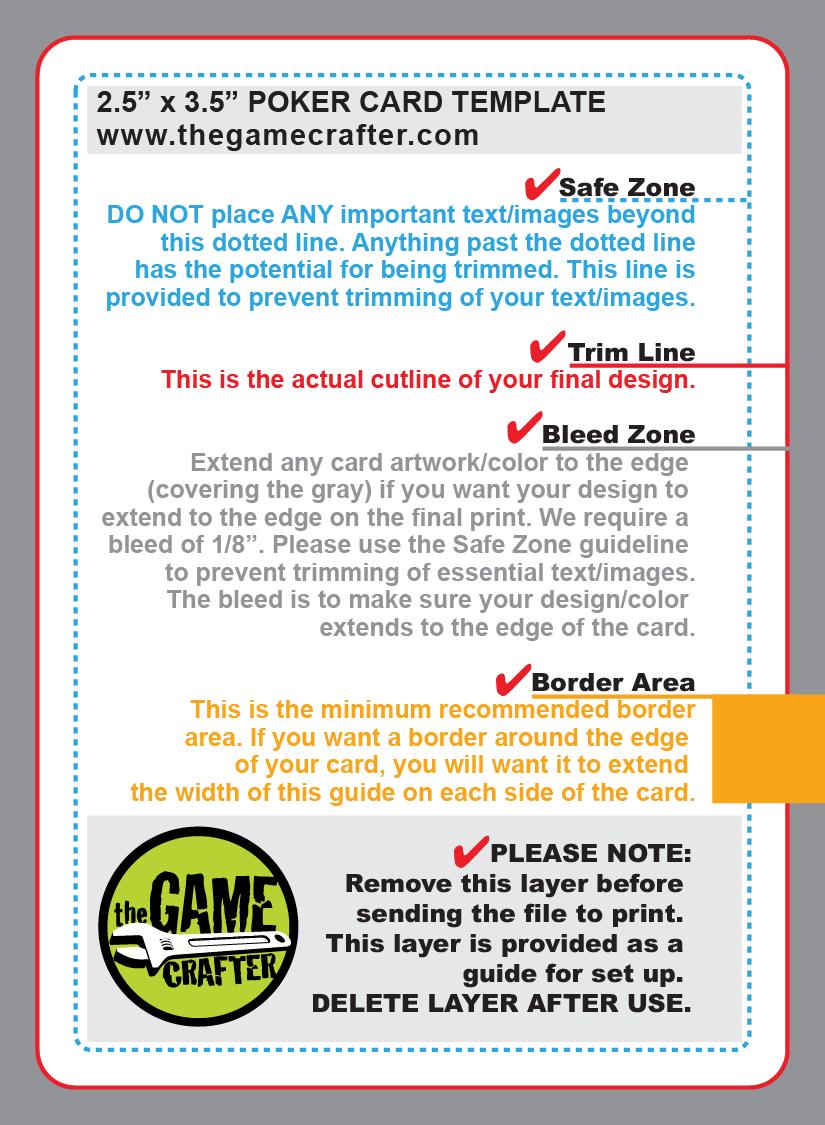 2.5” x 3.5” POKER CARD TEMPLATE
www.thegamecrafter.com
Safe Zone
DO NOT place ANY important text/images beyond
this dotted line. Anything past the dotted line
has the potential for being trimmed. This line is
provided to prevent trimming of your text/images.
Trim Line
This is the actual cutline of your final design.
Bleed Zone
Extend any card artwork/color to the edge
(covering the gray) if you want your design to
extend to the edge on the final print. We require a
bleed of 1/8”. Please use the Safe Zone guideline
to prevent trimming of essential text/images.
The bleed is to make sure your design/color
extends to the edge of the card.
Border Area
This is the minimum recommended border
area. If you want a border around the edge
of your card, you will want it to extend
the width of this guide on each side of the card.
the GAME
CRAFTER
PLEASE NOTE:
Remove this layer before
sending the file to print.
This layer is provided as a
guide for set up.
DELETE LAYER AFTER USE.